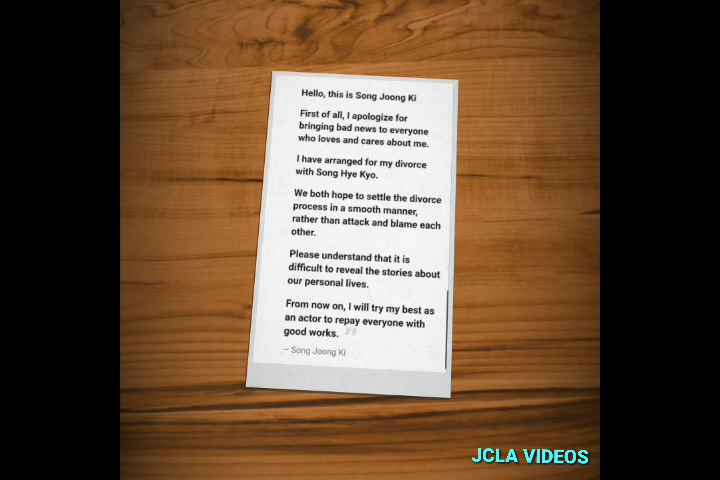 Hello, this is Song Joong Ki
First of all, I apologize for
bringing bad news to everyone
who loves and cares about me.
I have arranged for my divorce
with Song Hye Kyo.
We both hope to settle the divorce
process in a smooth manner,
rather than attack and blame each
other.
Please understand that it is
difficult to reveal the stories about
our personal lives.
From now on, I will try my best as
an actor to repay everyone with
good works. "
— Song Joong Ki
JCLA VIDEOS